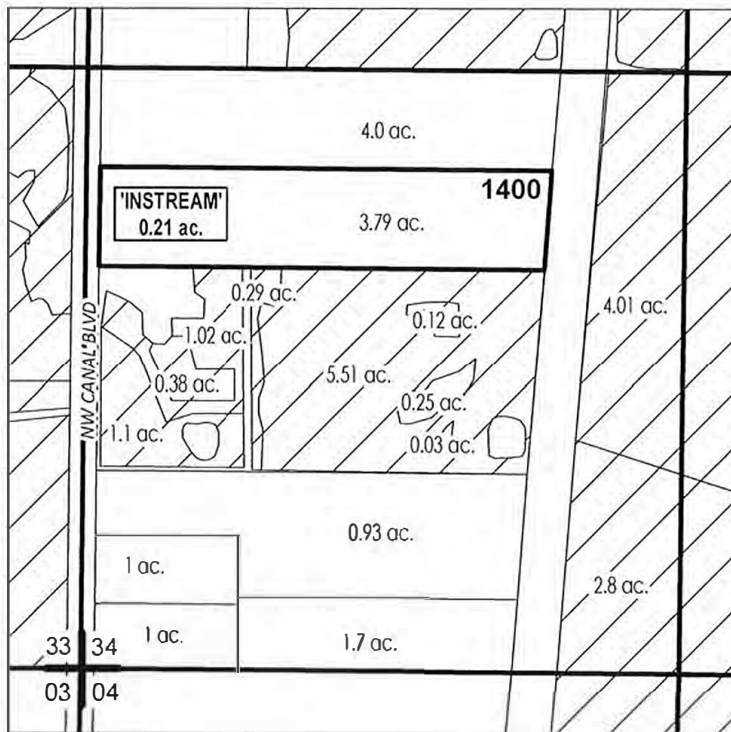 4.0 ac.
1400
'INSTREAM'
0.21 ac.
3.79 ac.
0.29 ac.
4.01 ac.
0.12 ac.
1.02 ac.
NW CANAL BLVD
5.51 ac.
0.38 ac.
0.25 ac.
1.1 ac.
0.03 ac.
0.93 ac.
1 ac.
2.8 ac.
1 ac.
1.7 ac.
33 34
03 04